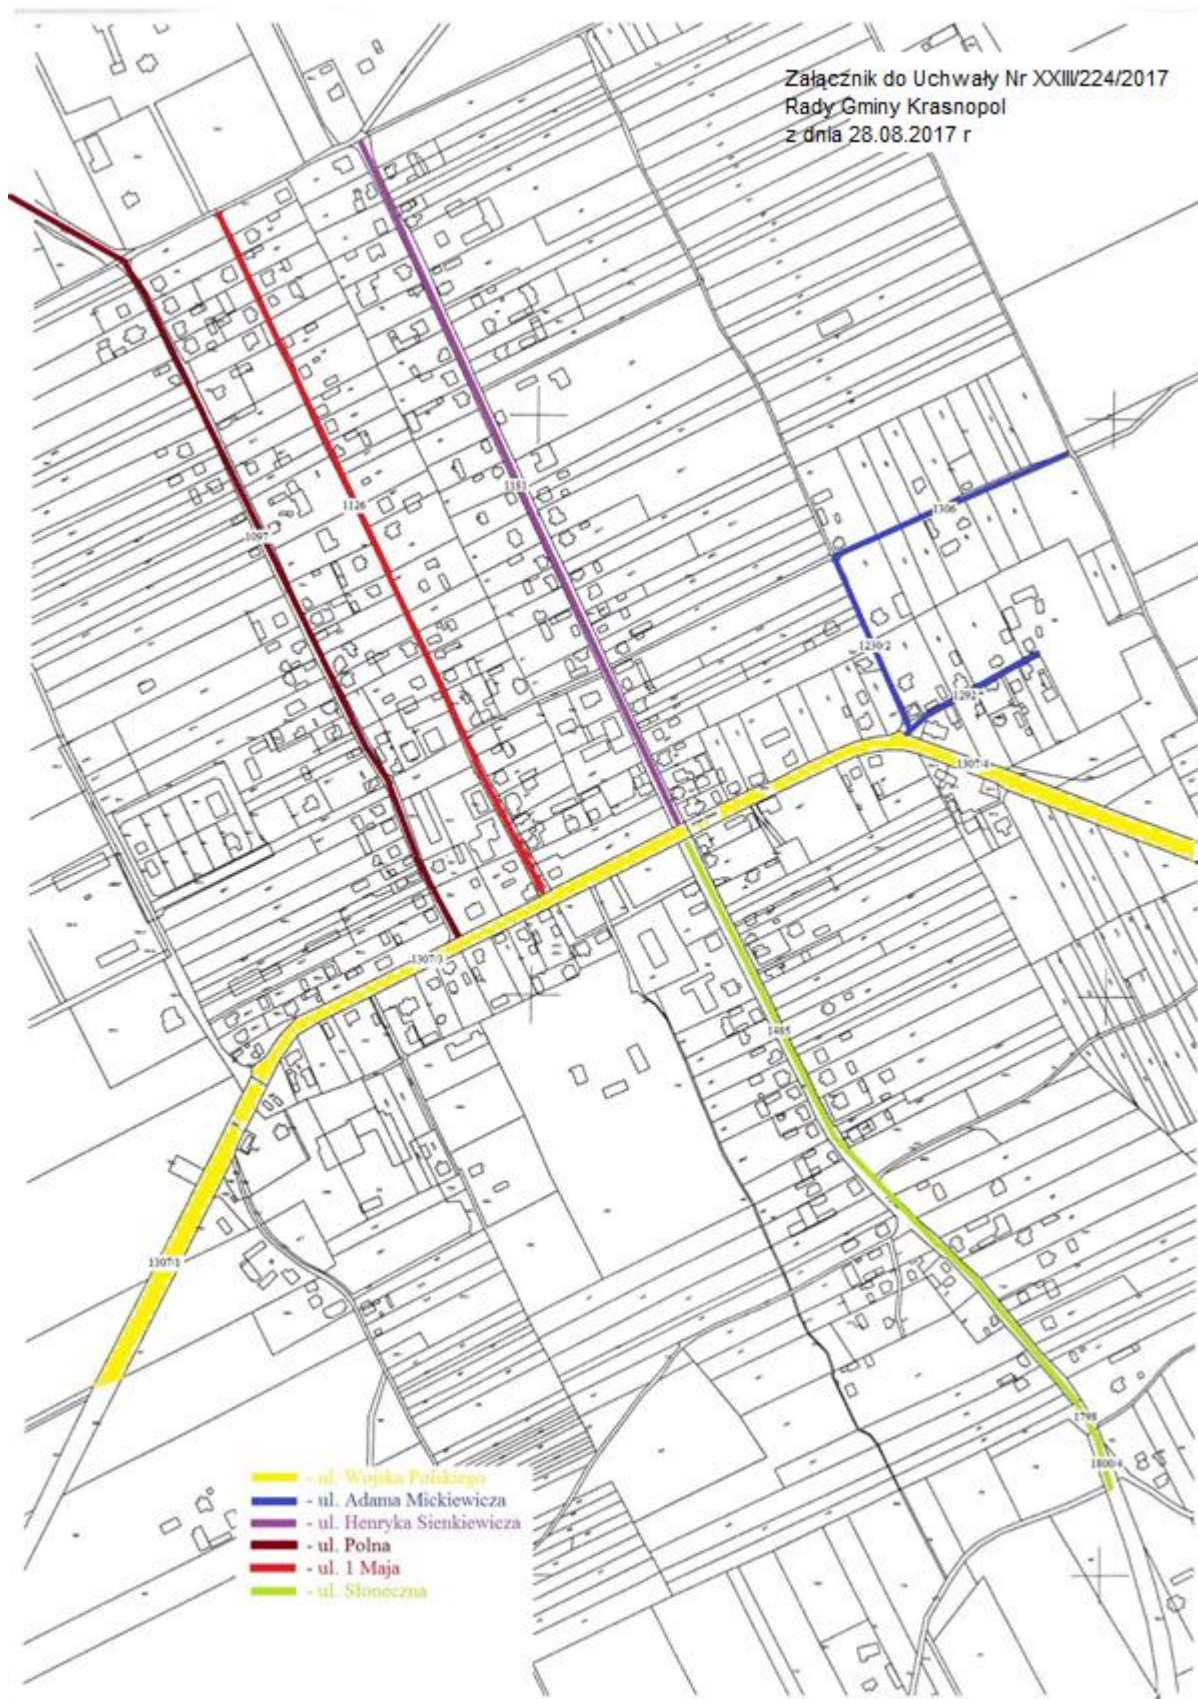 Załącznik do Uchwały Nr XXIII/224/2017
Rady Gminy Krasnopol
z dnia 28.08.2017 r
1181
1126
1097
1306
1230/2
1292
1307/4
1307/3
1485
1307/1
1798
1800/4
- ul. Wojska Polskiego
- ul. Adama Mickiewicza
- ul. Henryka Sienkiewicza
- ul. Polna
- ul. 1 Maja
- ul. Słoneczna